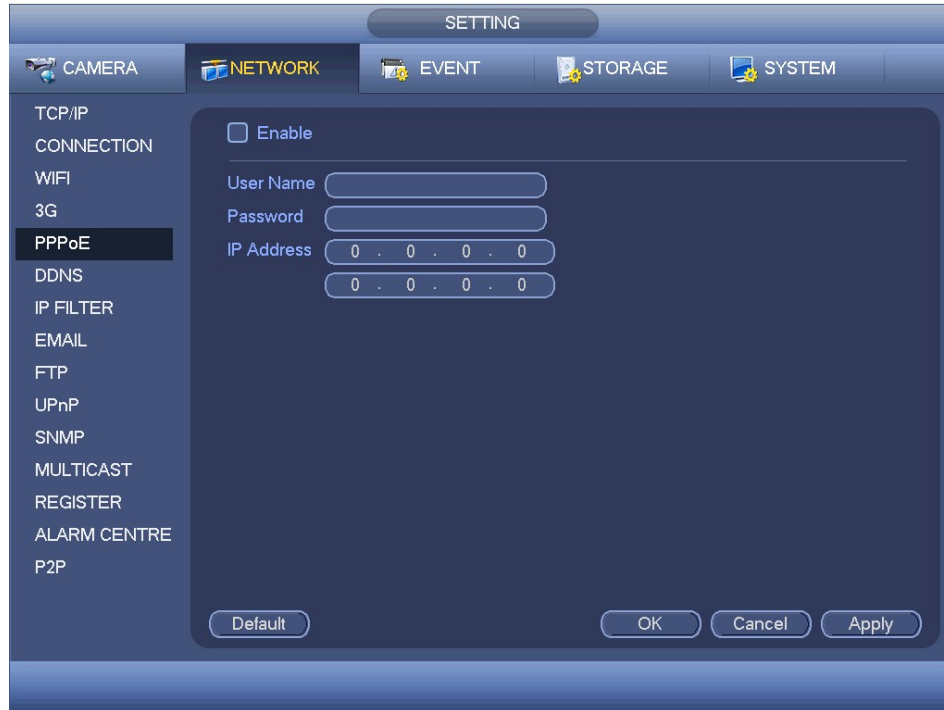 SETTING
CAMERA NETWORK EVENT STORAGE SYSTEM
TCP/IP
CONNECTION
WIFI
3G
PPPoE
DDNS
IP FILTER
EMAIL
FTP
UPnP
SNMP
MULTICAST
REGISTER
ALARM CENTRE
P2P
Enable
User Name
Password
IP Address 0 . 0 . 0 . 0
0 . 0 . 0 . 0
Default OK Cancel Apply